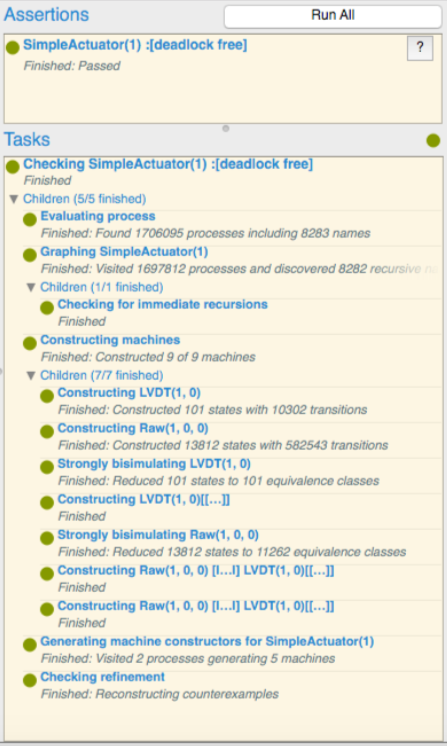 Assertions
Run All
SimpleActuator(1) :[deadlock free]
?
Finished: Passed
Tasks
Checking SimpleActuator(1) :[deadlock free]
Finished
Children (5/5 finished)
Evaluating process
Finished: Found 1706095 processes including 8283 names
Graphing SimpleActuator(1)
Finished: Visited 1697812 processes and discovered 8282 recursive
Children (1/1 finished)
Checking for immediate recursions
Finished
Constructing machines
Finished: Constructed 9 of 9 machines
Children (7/7 finished)
Constructing LVDT(1, 0)
Finished: Constructed 101 states with 10302 transitions
Constructing Raw(1, 0, 0)
Finished: Constructed 13812 states with 582543 transitions
Strongly bisimulating LVDT(1, 0)
Finished: Reduced 101 states to 101 equivalence classes
Constructing LVDT(1, 0)[[...]]
Finished
Strongly bisimulating Raw(1, 0, 0)
Finished: Reduced 13812 states to 11262 equivalence classes
Constructing Raw(1, 0, 0) [I...I] LVDT(1, 0)[[...]]
Finished
Constructing Raw(1, 0, 0) [I...I] LVDT(1, 0)[[...]]
Finished
Generating machine constructors for SimpleActuator(1)
Finished: Visited 2 processes generating 5 machines
Checking refinement
Finished: Reconstructing counterexamples